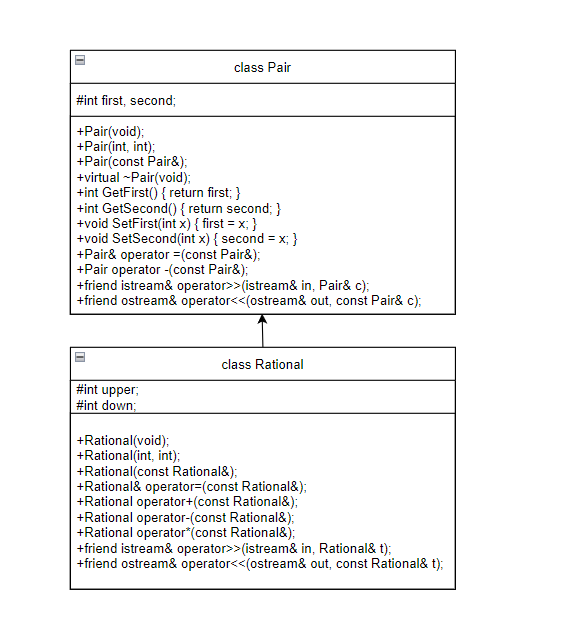 class Pair
#int first, second;
+Pair(void);
+Pair(int, int);
+Pair(const Pair&);
+virtual ~Pair(void);
+int GetFirst() { return first; }
+int GetSecond() { return second; }
+void SetFirst(int x) { first = x; }
+void SetSecond(int x) { second = x; }
+Pair& operator =(const Pair&);
+Pair operator -(const Pair&);
+friend istream& operator>>(istream& in, Pair& c);
+friend ostream& operator<<(ostream& out, const Pair& c);
class Rational
#int upper;
#int down;
+Rational(void);
+Rational(int, int);
+Rational(const Rational&);
+Rational& operator=(const Rational&);
+Rational operator+(const Rational&);
+Rational operator-(const Rational&);
+Rational operator*(const Rational&);
+friend istream& operator>>(istream& in, Rational& t);
+friend ostream& operator<<(ostream& out, const Rational& t);